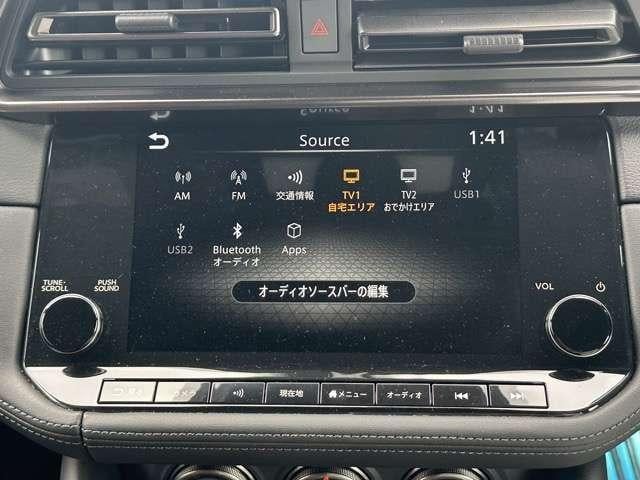 Source
1:41
AM
FM
交通情報
TV1
自宅エリア
TV2
おでかけエリア
USB1
USB2
Bluetooth
オーディオ
Apps
オーディオソースバーの編集
TUNE・
SCROLL
PUSH
SOUND
VOL
現在地
メニュー
オーディオ